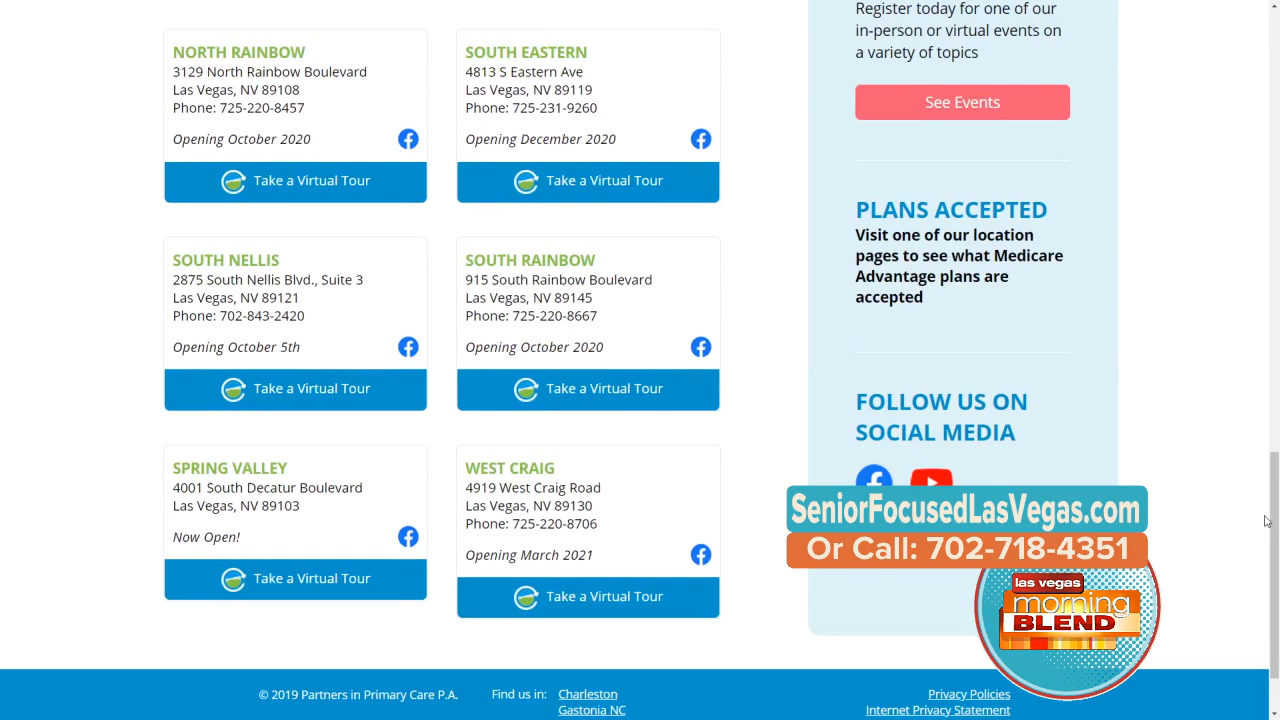 NORTH RAINBOW
3129 North Rainbow Boulevard
Las Vegas, NV 89108
Phone: 725-220-8457
Opening October 2020
Take a Virtual Tour
SOUTH EASTERN
4813 S Eastern Ave
Las Vegas, NV 89119
Phone: 725-231-9260
Opening December 2020
Take a Virtual Tour
SOUTH NELLIS
2875 South Nellis Blvd., Suite 3
Las Vegas, NV 89121
Phone: 702-843-2420
Opening October 5th
Take a Virtual Tour
SOUTH RAINBOW
915 South Rainbow Boulevard
Las Vegas, NV 89145
Phone: 725-220-8667
Opening October 2020
Take a Virtual Tour
SPRING VALLEY
4001 South Decatur Boulevard
Las Vegas, NV 89103
Now Open!
Take a Virtual Tour
WEST CRAIG
4919 West Craig Road
Las Vegas, NV 89130
Phone: 725-220-8706
Opening March 2021
Take a Virtual Tour
Register today for one of our
in-person or virtual events on
a variety of topics
See Events
PLANS ACCEPTED
Visit one of our location
pages to see what Medicare
Advantage plans are
accepted
FOLLOW US ON
SOCIAL MEDIA
SeniorFocusedLasVegas.com
Or Call: 702-718-4351
las vegas
morning
BLEND
© 2019 Partners in Primary Care P.A.
Find us in:
Charleston
Gastonia NC
Privacy Policies
Internet Privacy Statement